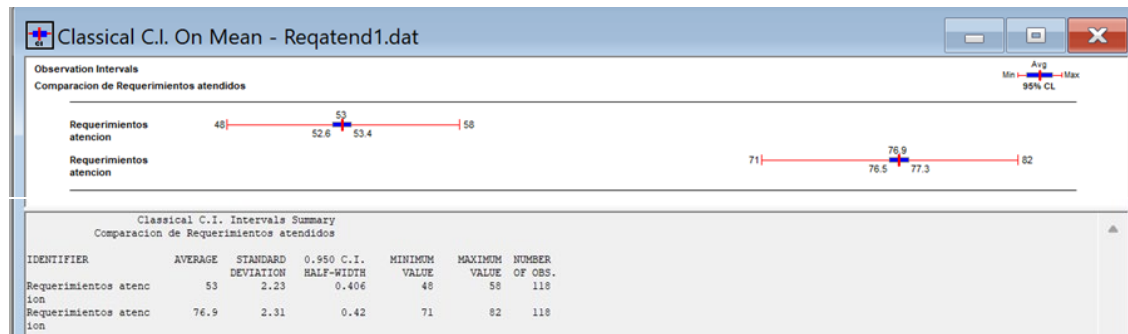 Classical C.I. On Mean - Reqatend1.dat
Observation Intervals
Comparacion de Requerimientos atendidos
Avg
Min Max
95% CL
Requerimientos
atencion
48 53 58
52.6 53.4
Requerimientos
atencion
71 76.9 82
76.5 77.3
Classical C.I. Intervals Summary
Comparacion de Requerimientos atendidos
IDENTIFIER AVERAGE STANDARD 0.950 C.I. MINIMUM MAXIMUM NUMBER
DEVIATION HALF-WIDTH VALUE VALUE OF OBS.
Requerimientos atenc 53 2.23 0.406 48 58 118
ion
Requerimientos atenc 76.9 2.31 0.42 71 82 118
ion